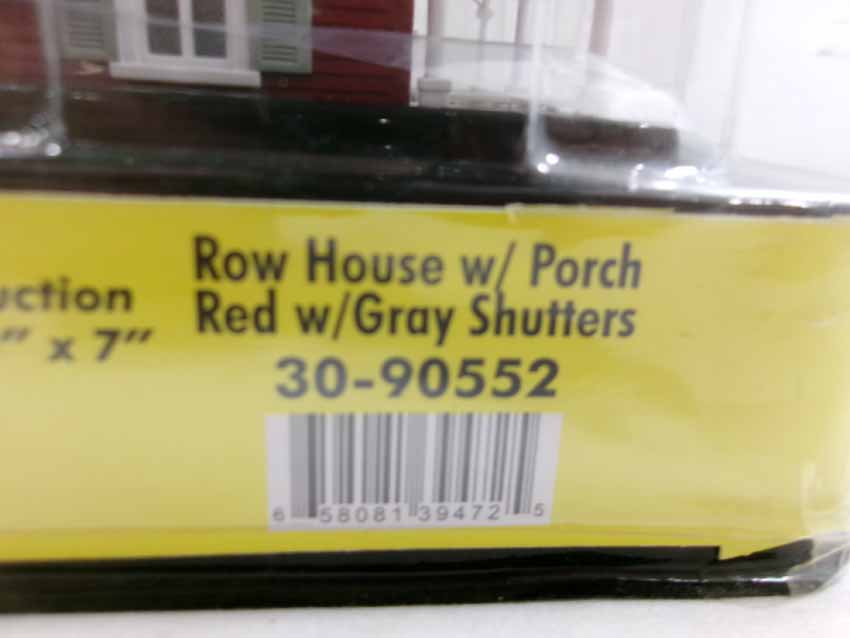 uction
" x 7"
Row House w/ Porch
Red w/Gray Shutters
30-90552
6 58081 39472 5